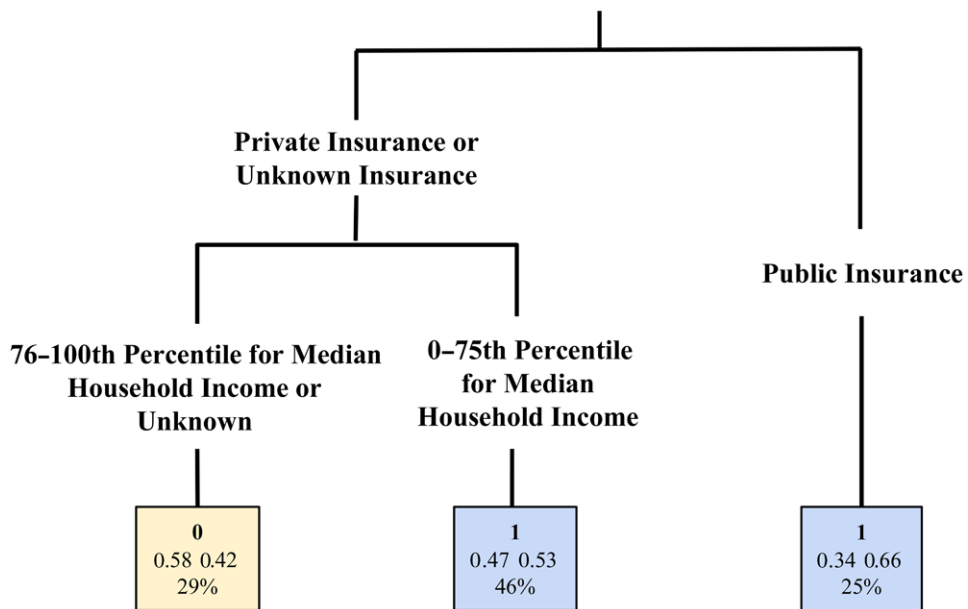 Private Insurance or
Unknown Insurance
Public Insurance
76–100th Percentile for Median
Household Income or
Unknown
0–75th Percentile
for Median
Household Income
0
0.58 0.42
29%
1
0.47 0.53
46%
1
0.34 0.66
25%